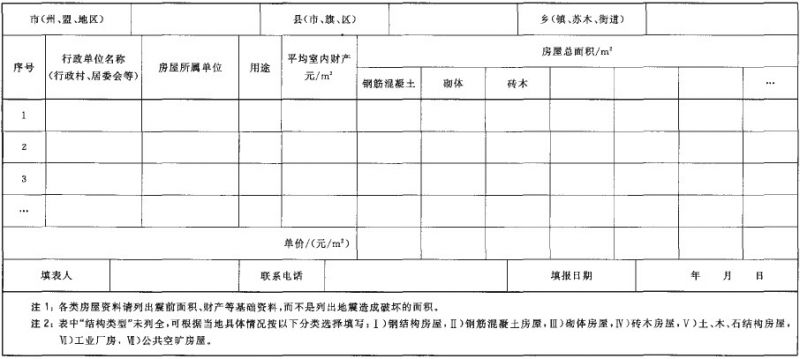 市(州、盟、地区) 县(市、旗、区) 乡(镇、苏木、街道)
序号 行政单位名称(行政村、居委会等) 房屋所属单位 用途 平均室内财产元/m² 房屋总面积/m²
钢筋混凝土 砌体 砖木 …
1
2
3
…
单价/(元/m²)
填表人 联系电话 填报日期 年 月 日
注1：各类房屋资料请列出震前面积、财产等基础资料，而不是列出地震造成破坏的面积。
注2：表中“结构类型”未列全，可根据当地具体情况按以下分类选择填写：Ⅰ)钢结构房屋，Ⅱ)钢筋混凝土房屋，Ⅲ)砌体房屋，Ⅳ)砖木房屋，Ⅴ)土、木、石结构房屋，
Ⅵ)工业厂房，Ⅶ)公共空旷房屋。